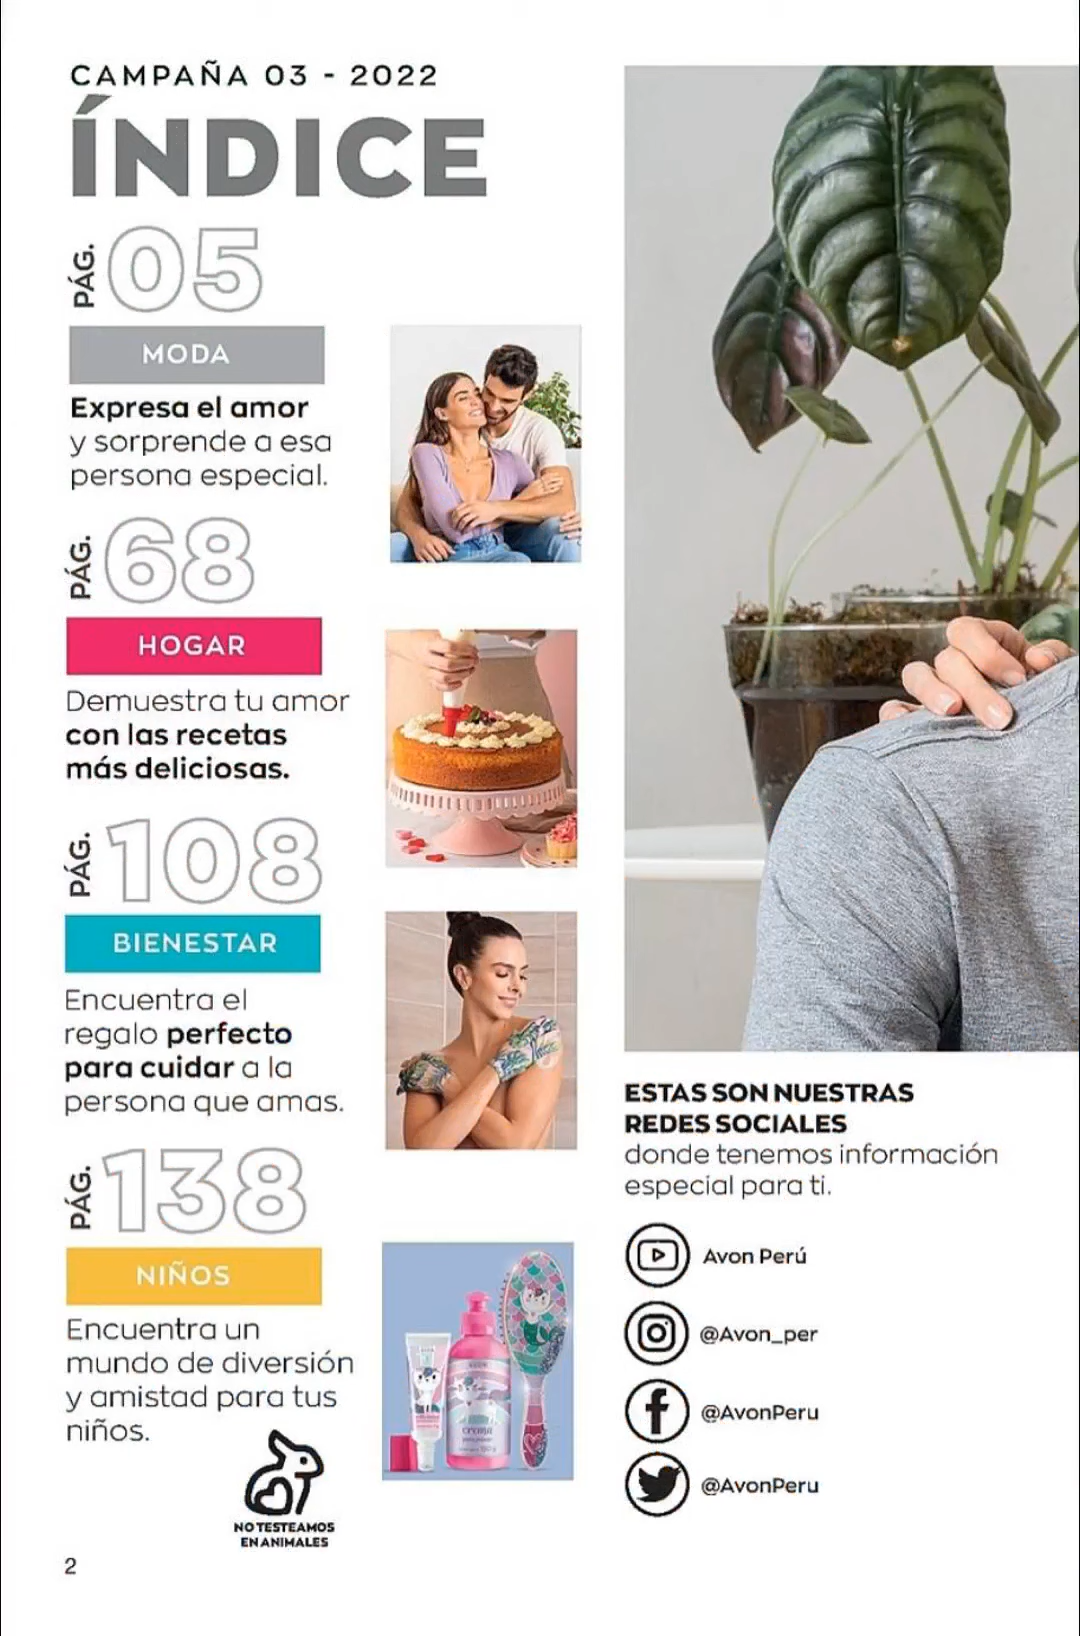 CAMPAÑA 03 - 2022
ÍNDICE
PÁG. 05
MODA
Expresa el amor
y sorprende a esa
persona especial.
PÁG. 68
HOGAR
Demuestra tu amor
con las recetas
más deliciosas.
PÁG. 108
BIENESTAR
Encuentra el
regalo perfecto
para cuidar a la
persona que amas.
PÁG. 138
NIÑOS
Encuentra un
mundo de diversión
y amistad para tus
niños.
NO TESTEAMOS
EN ANIMALES
2
crema
ESTAS SON NUESTRAS
REDES SOCIALES
donde tenemos información
especial para ti.
Avon Perú
@Avon_per
@AvonPeru
@AvonPeru